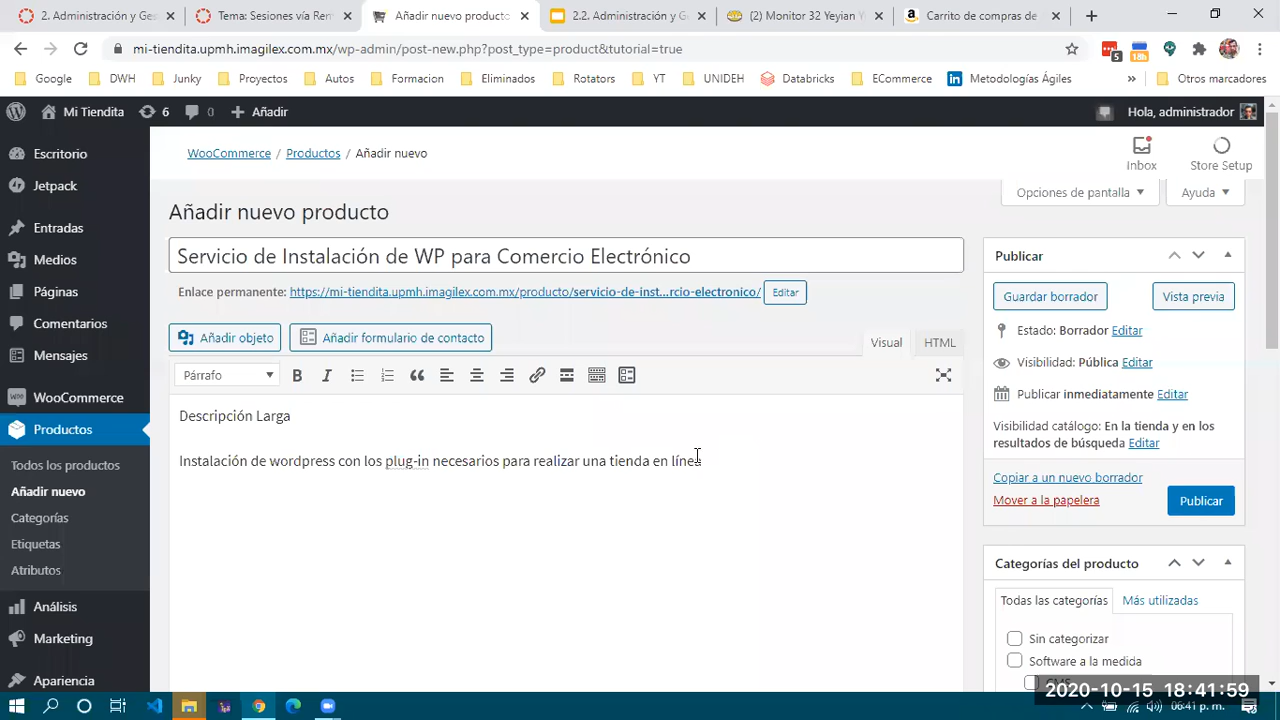 2. Administración y Ges
Tema: Sesiones vía Rem
Añadir nuevo producto
2.2. Administración y G
(2) Monitor 32 Yeyian Y
Carrito de compras de
mi-tiendita.upmh.imagilex.com.mx/wp-admin/post-new.php?post_type=product&tutorial=true
5
18h
Google
DWH
Junky
Proyectos
Autos
Formacion
Eliminados
Rotators
YT
UNIDEH
Databricks
ECommerce
Metodologías Ágiles
»
Otros marcadores
Mi Tiendita
6
0
Añadir
Hola, administrador
Escritorio
Jetpack
Entradas
Medios
Páginas
Comentarios
Mensajes
WooCommerce
Productos
Todos los productos
Añadir nuevo
Categorías
Etiquetas
Atributos
Análisis
Marketing
Apariencia
WooCommerce / Productos / Añadir nuevo
Inbox
Store Setup
Opciones de pantalla
Ayuda
Añadir nuevo producto
Servicio de Instalación de WP para Comercio Electrónico
Enlace permanente: https://mi-tiendita.upmh.imagilex.com.mx/producto/servicio-de-inst...rcio-electronico/ Editar
Añadir objeto
Añadir formulario de contacto
Visual
HTML
Párrafo
B I
Descripción Larga
Instalación de wordpress con los plug-in necesarios para realizar una tienda en línea
Publicar
Guardar borrador
Vista previa
Estado: Borrador Editar
Visibilidad: Pública Editar
Publicar inmediatamente Editar
Visibilidad catálogo: En la tienda y en los
resultados de búsqueda Editar
Copiar a un nuevo borrador
Mover a la papelera
Publicar
Categorías del producto
Todas las categorías
Más utilizadas
Sin categorizar
Software a la medida
CMS
2020-10-15 18:41:59
06:41 p. m.